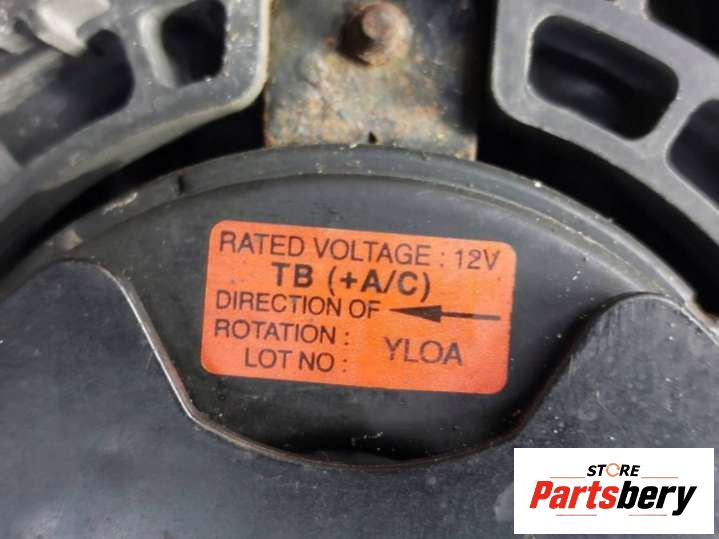 RATED VOLTAGE : 12V
TB (+A/C)
DIRECTION OF
ROTATION :
LOT NO : YLOA
STORE
Partsbery